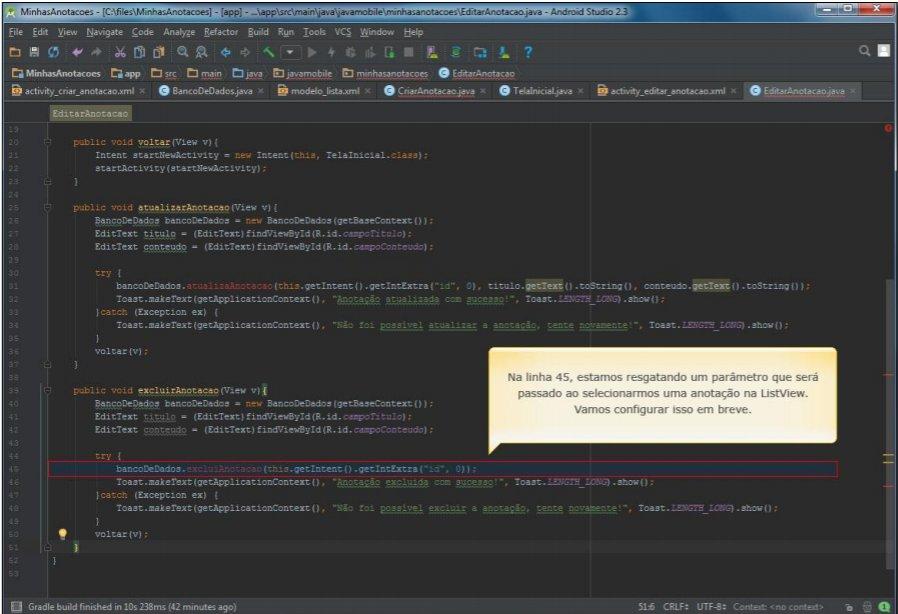 MinhasAnotacoes - [C:\files\MinhasAnotacoes] - [app] - ...\app\src\main\java\javamobile\minhasanotacoes\EditarAnotacao.java - Android Studio 2.3
File Edit View Navigate Code Analyze Refactor Build Run Tools VCS Window Help
MinhasAnotacoes app src main java javamobile minhasanotacoes EditarAnotacao
activity_criar_anotacao.xml BancoDeDados.java modelo_lista.xml CriarAnotacao.java TelaInicial.java activity_editar_anotacao.xml EditarAnotacao.java
EditarAnotacao
19
20 public void voltar(View v){
21 Intent startNewActivity = new Intent(this, TelaInicial.class);
22 startActivity(startNewActivity);
23 }
24
25 public void atualizarAnotacao(View v){
26 BancoDeDados bancoDeDados = new BancoDeDados(getBaseContext());
27 EditText titulo = (EditText)findViewById(R.id.campoTitulo);
28 EditText conteudo = (EditText)findViewById(R.id.campoConteudo);
29
30 try {
31 bancoDeDados.atualizaAnotacao(this.getIntent().getIntExtra("id", 0), titulo.getText().toString(), conteudo.getText().toString());
32 Toast.makeText(getApplicationContext(), "Anotação atualizada com sucesso!", Toast.LENGTH_LONG).show();
33 }catch (Exception ex) {
34 Toast.makeText(getApplicationContext(), "Não foi possível atualizar a anotação, tente novamente!", Toast.LENGTH_LONG).show();
35 }
36 voltar(v);
37 }
38
39 public void excluirAnotacao(View v){
40 BancoDeDados bancoDeDados = new BancoDeDados(getBaseContext());
41 EditText titulo = (EditText)findViewById(R.id.campoTitulo);
42 EditText conteudo = (EditText)findViewById(R.id.campoConteudo);
43
44 try {
45 bancoDeDados.excluiAnotacao(this.getIntent().getIntExtra("id", 0));
46 Toast.makeText(getApplicationContext(), "Anotação excluida com sucesso!", Toast.LENGTH_LONG).show();
47 }catch (Exception ex) {
48 Toast.makeText(getApplicationContext(), "Não foi possível excluir a anotação, tente novamente!", Toast.LENGTH_LONG).show();
49 }
50 voltar(v);
51 }
52 }
53
Na linha 45, estamos resgatando um parâmetro que será
passado ao selecionarmos uma anotação na ListView.
Vamos configurar isso em breve.
Gradle build finished in 10s 238ms (42 minutes ago) 51:6 CRLF UTF-8 Context: <no context> 1